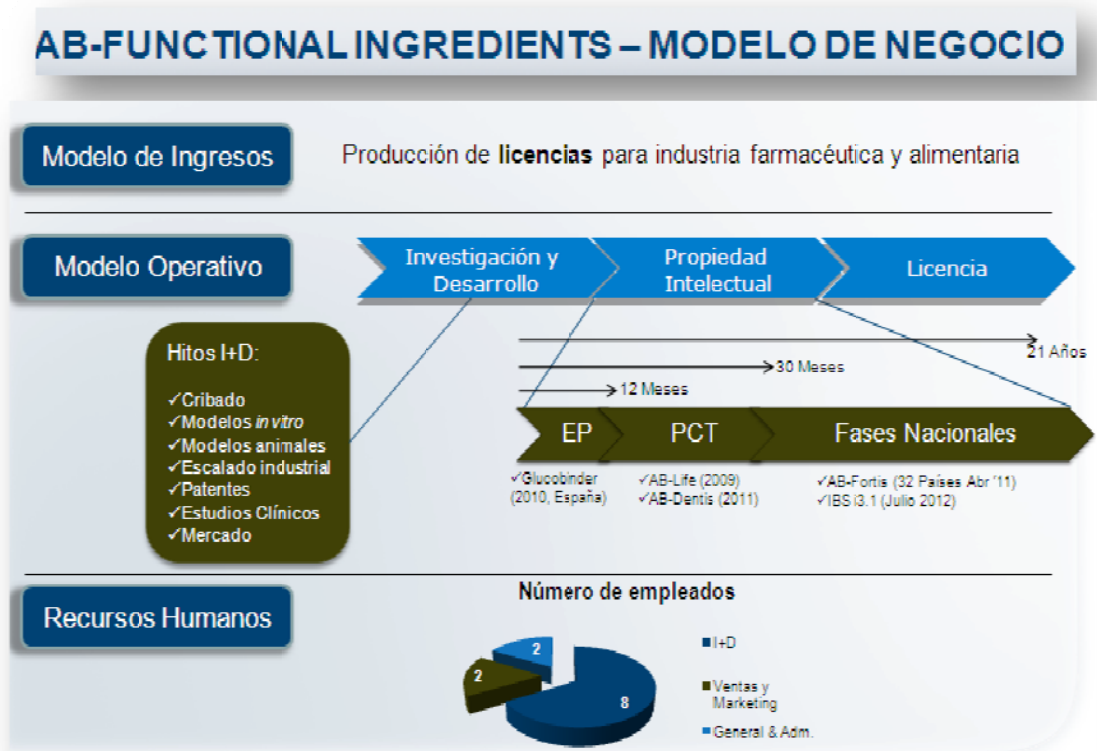 AB-FUNCTIONAL INGREDIENTS – MODELO DE NEGOCIO
Modelo de Ingresos
Producción de licencias para industria farmacéutica y alimentaria
Modelo Operativo
Investigación y
Desarrollo
Propiedad
Intelectual
Licencia
Hitos I+D:
✓Cribado
✓Modelos in vitro
✓Modelos animales
✓Escalado industrial
✓Patentes
✓Estudios Clínicos
✓Mercado
21 Años
30 Meses
12 Meses
EP
PCT
Fases Nacionales
✓Glucobinder
(2010, España)
✓AB-Life (2009)
✓AB-Dentis (2011)
✓AB-Fortis (32 Países Abr '11)
✓IBS i3.1 (Julio 2012)
Recursos Humanos
Número de empleados
2
2
8
I+D
Ventas y
Marketing
General & Adm.